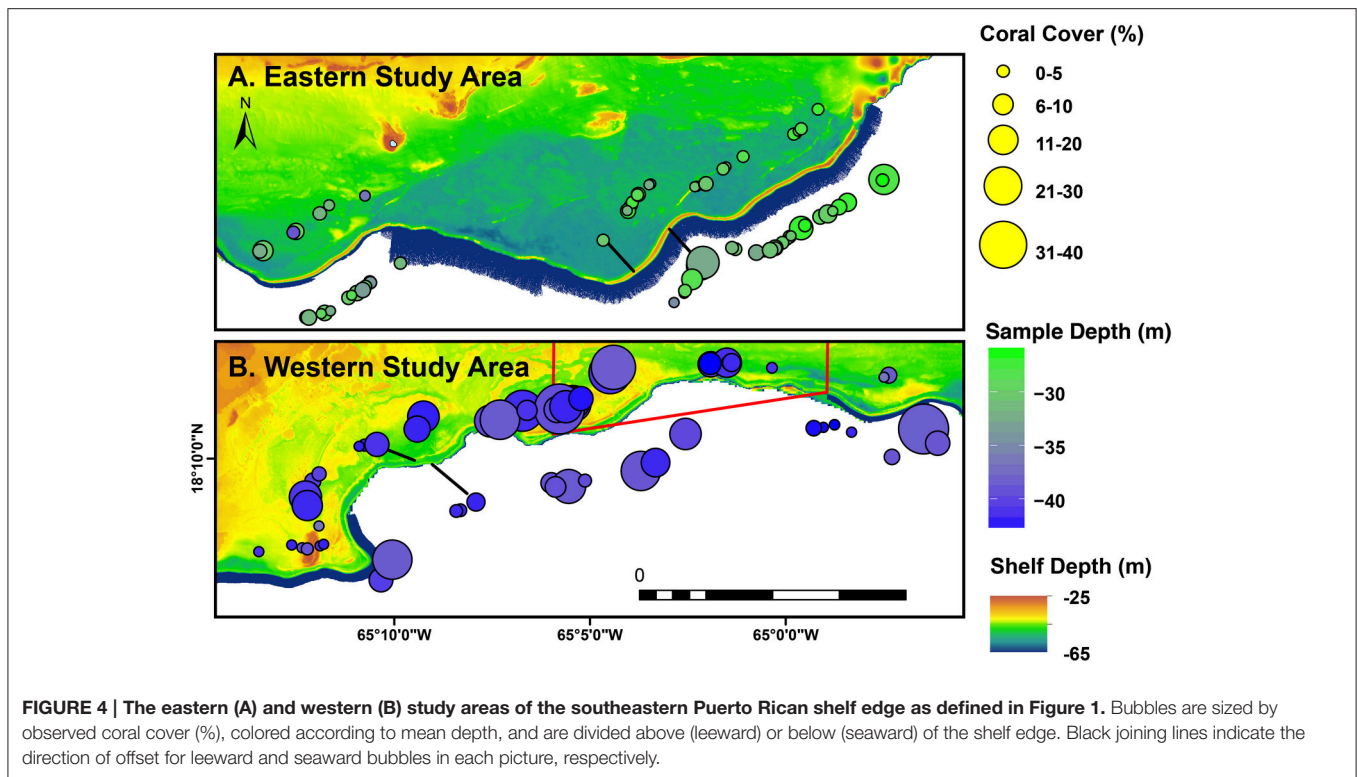 A. Eastern Study Area
N
Coral Cover (%)
0-5
6-10
11-20
21-30
31-40
Sample Depth (m)
−30
−35
−40
Shelf Depth (m)
-25
-65
B. Western Study Area
18°10'0"N
0
65°10'0"W
65°5'0"W
65°0'0"W
FIGURE 4 | The eastern (A) and western (B) study areas of the southeastern Puerto Rican shelf edge as defined in Figure 1. Bubbles are sized by
observed coral cover (%), colored according to mean depth, and are divided above (leeward) or below (seaward) of the shelf edge. Black joining lines indicate the
direction of offset for leeward and seaward bubbles in each picture, respectively.